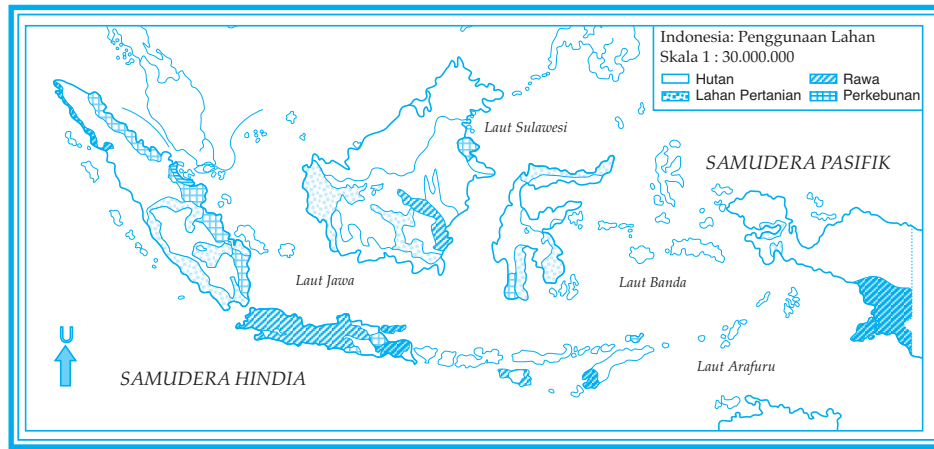 Indonesia: Penggunaan Lahan
Skala 1 : 30.000.000
Hutan
Rawa
Lahan Pertanian
Perkebunan
Laut Sulawesi
SAMUDERA PASIFIK
Laut Jawa
Laut Banda
U
SAMUDERA HINDIA
Laut Arafuru